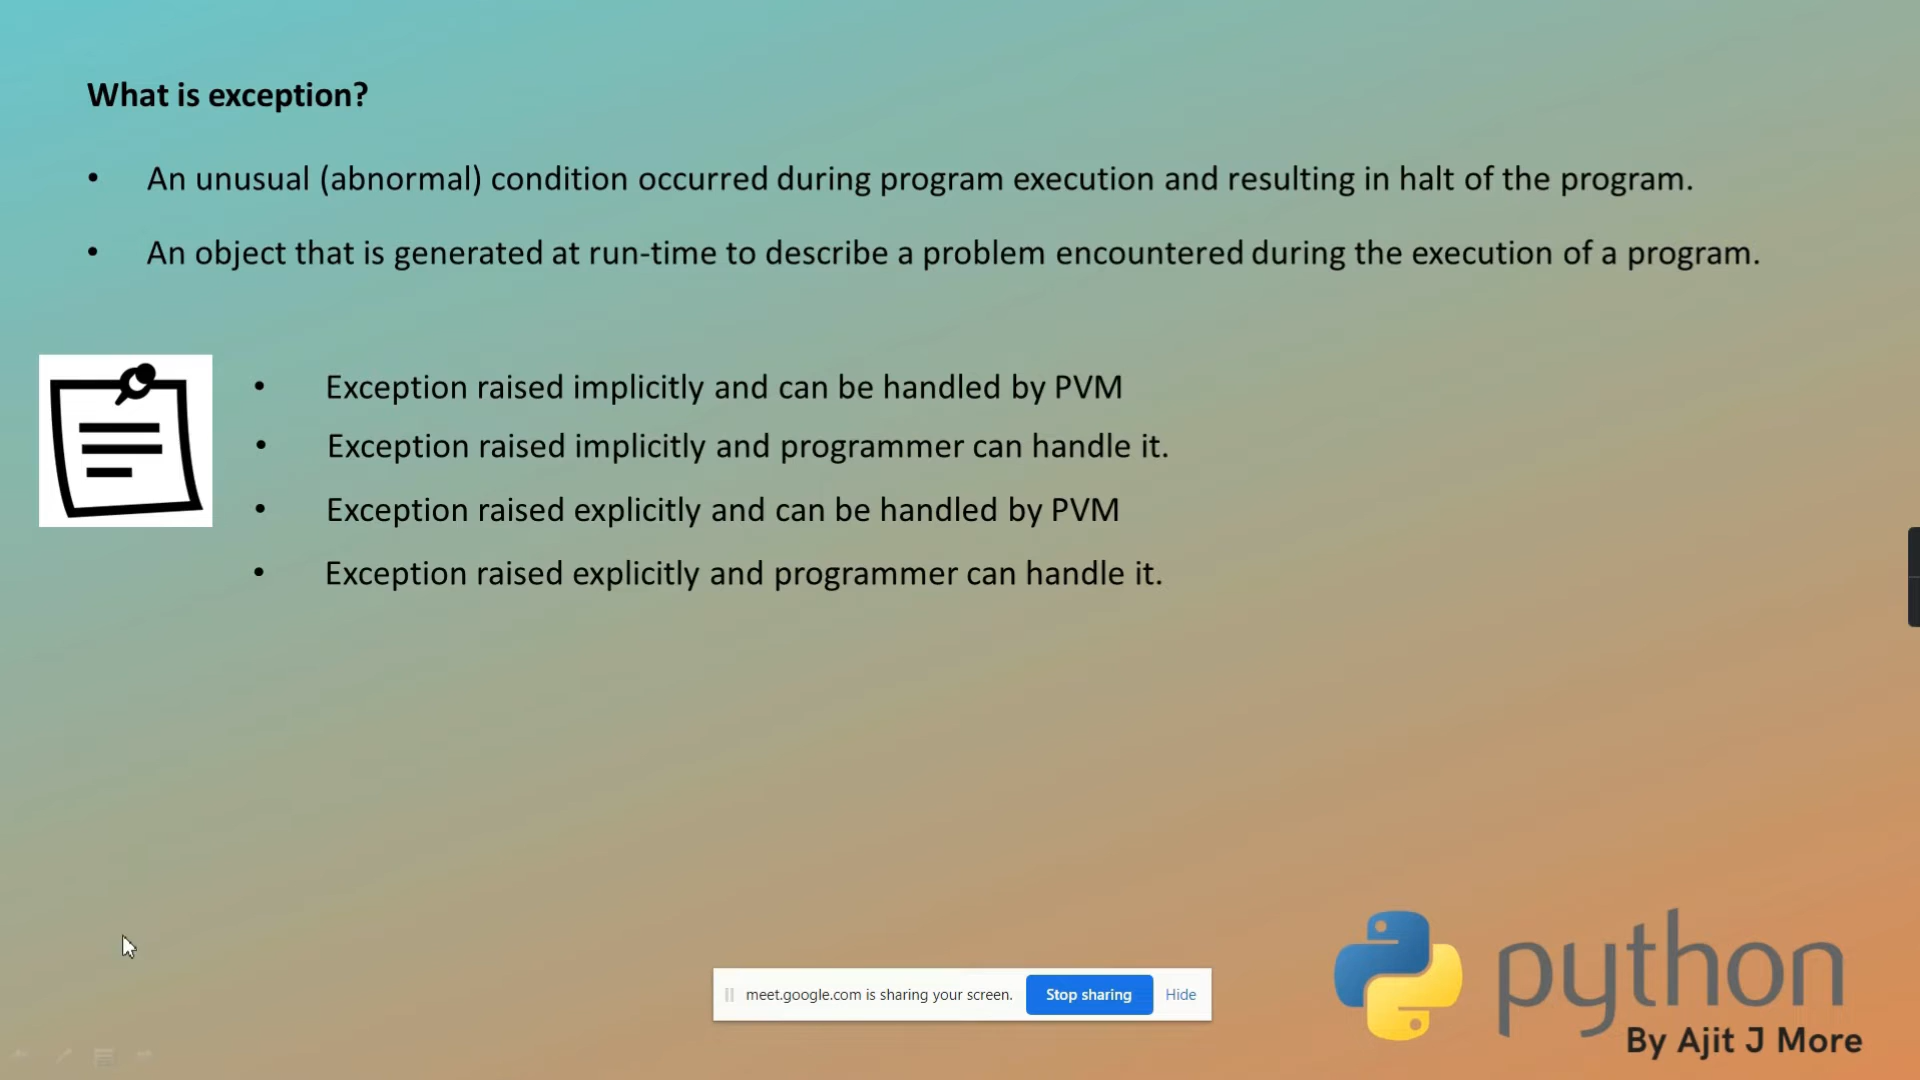 What is exception?
• An unusual (abnormal) condition occurred during program execution and resulting in halt of the program.
• An object that is generated at run-time to describe a problem encountered during the execution of a program.
• Exception raised implicitly and can be handled by PVM
• Exception raised implicitly and programmer can handle it.
• Exception raised explicitly and can be handled by PVM
• Exception raised explicitly and programmer can handle it.
meet.google.com is sharing your screen. Stop sharing Hide
python
By Ajit J More